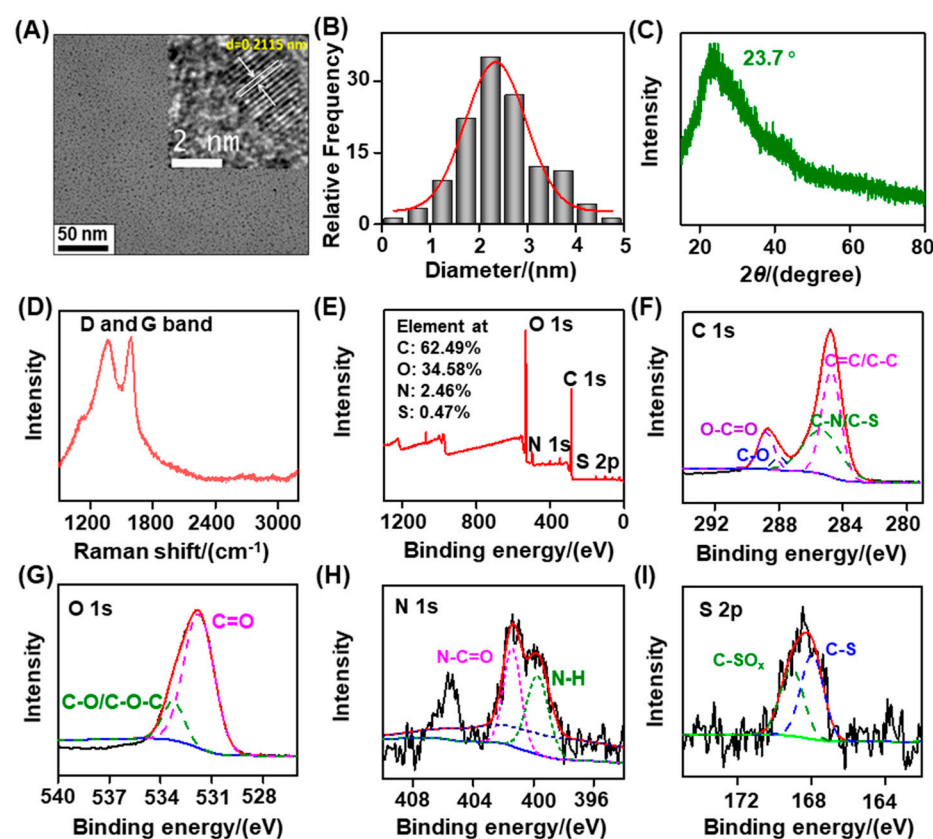 (A)
d=0.2115 nm
2 nm
50 nm
(B)
Relative Frequency
30
15
0
0 1 2 3 4 5
Diameter/(nm)
(C)
23.7 °
Intensity
20 40 60 80
2θ/(degree)
(D)
D and G band
Intensity
1200 1800 2400 3000
Raman shift/(cm-1)
(E)
Element at
C: 62.49%
O: 34.58%
N: 2.46%
S: 0.47%
O 1s
C 1s
N 1s
S 2p
Intensity
1200 800 400 0
Binding energy/(eV)
(F)
C 1s
C=C/C-C
C-N/C-S
O-C=O
C-O
Intensity
292 288 284 280
Binding energy/(eV)
(G)
O 1s
C=O
C-O/C-O-C
Intensity
540 537 534 531 528
Binding energy/(eV)
(H)
N 1s
N-C=O
N-H
Intensity
408 404 400 396
Binding energy/(eV)
(I)
S 2p
C-SOx
C-S
Intensity
172 168 164
Binding energy/(eV)